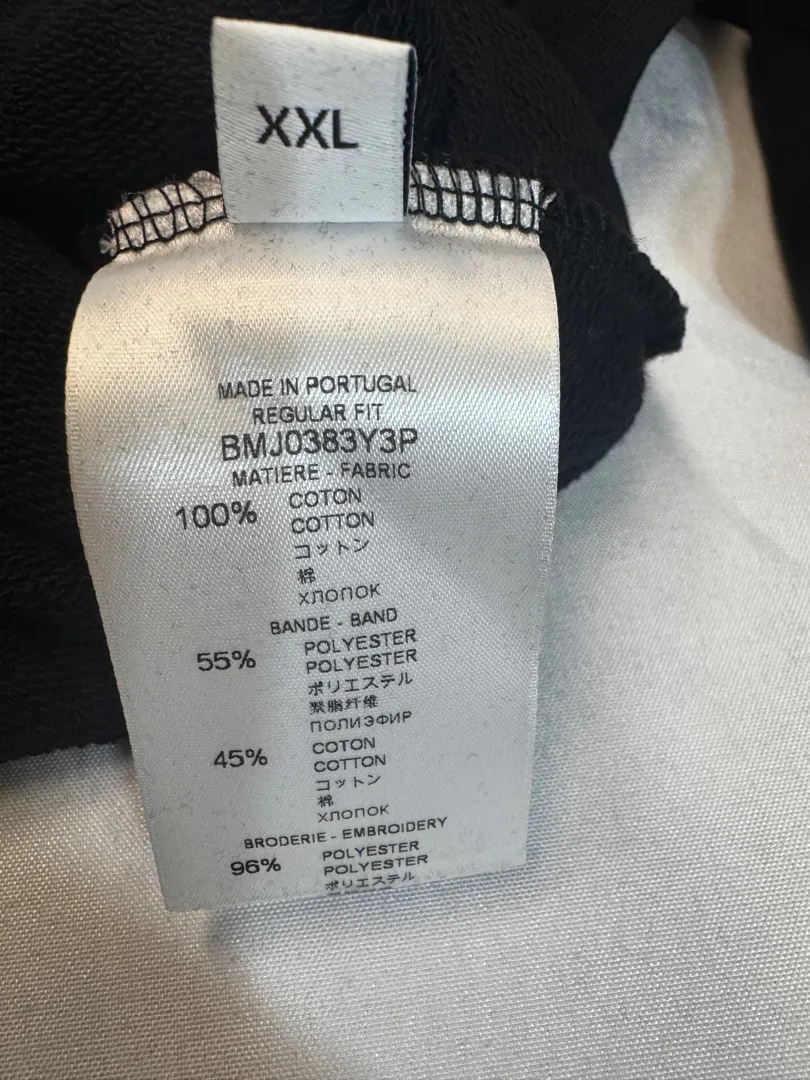 XXL
MADE IN PORTUGAL
REGULAR FIT
BMJ0383Y3P
MATIERE - FABRIC
100% COTON
COTTON
コットン
棉
ХЛОПОК
BANDE - BAND
55% POLYESTER
POLYESTER
ポリエステル
聚脂纤维
ПОЛИЭФИР
45% COTON
COTTON
コットン
棉
ХЛОПОК
BRODERIE - EMBROIDERY
96% POLYESTER
POLYESTER
ポリエステル